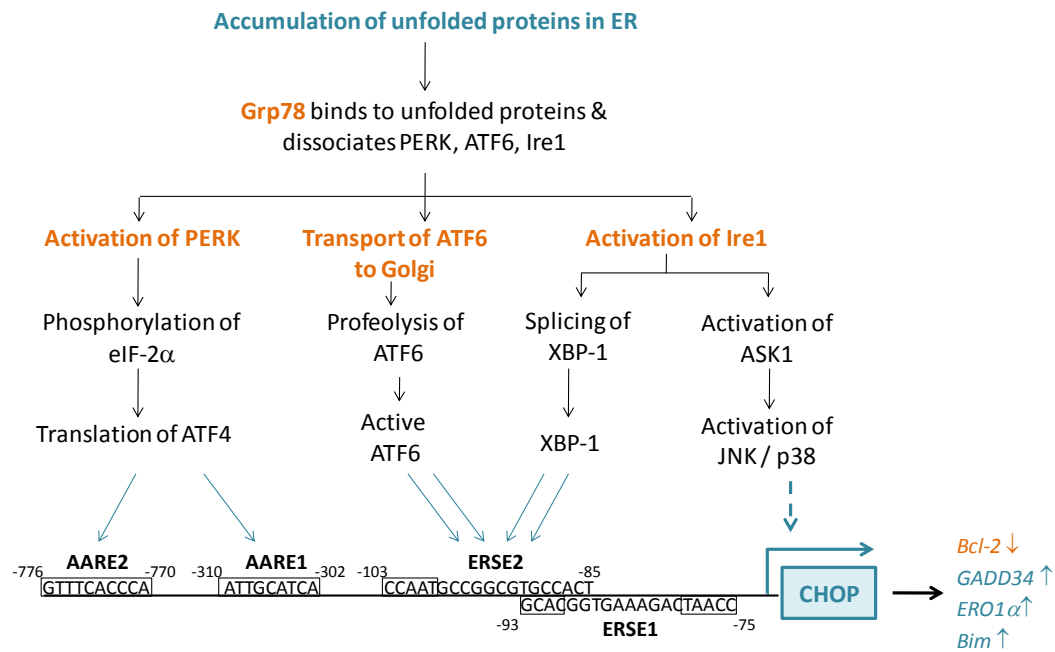 Accumulation of unfolded proteins in ER
Grp78 binds to unfolded proteins &
dissociates PERK, ATF6, Ire1
Activation of PERK
Transport of ATF6
to Golgi
Activation of Ire1
Phosphorylation of
eIF-2α
Profeolysis of
ATF6
Splicing of
XBP-1
Activation of
ASK1
Translation of ATF4
Active
ATF6
XBP-1
Activation of
JNK / p38
AARE2
AARE1
ERSE2
-776
-770
-310
-302
-103
-85
GTTTCACCCA
ATTGCATCA
CCAATGCCGGCGTGCCACT
GCACGGTGAAAGACTAACC
-93
ERSE1
-75
CHOP
Bcl-2 ↓
GADD34 ↑
ERO1α↑
Bim ↑